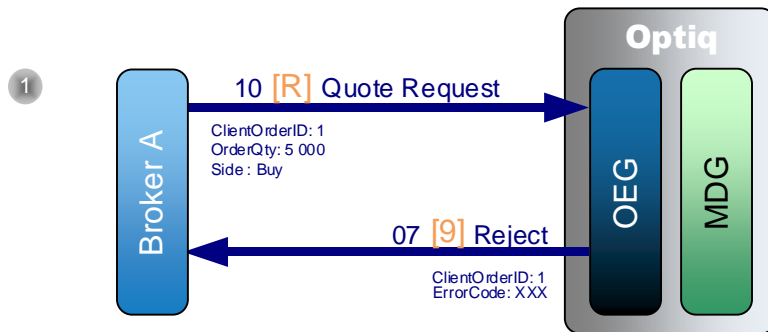 Optiq
1
10 [R] Quote Request
ClientOrderID: 1
OrderQty: 5 000
Side : Buy
Broker A
OEG
MDG
07 [9] Reject
ClientOrderID: 1
ErrorCode: XXX